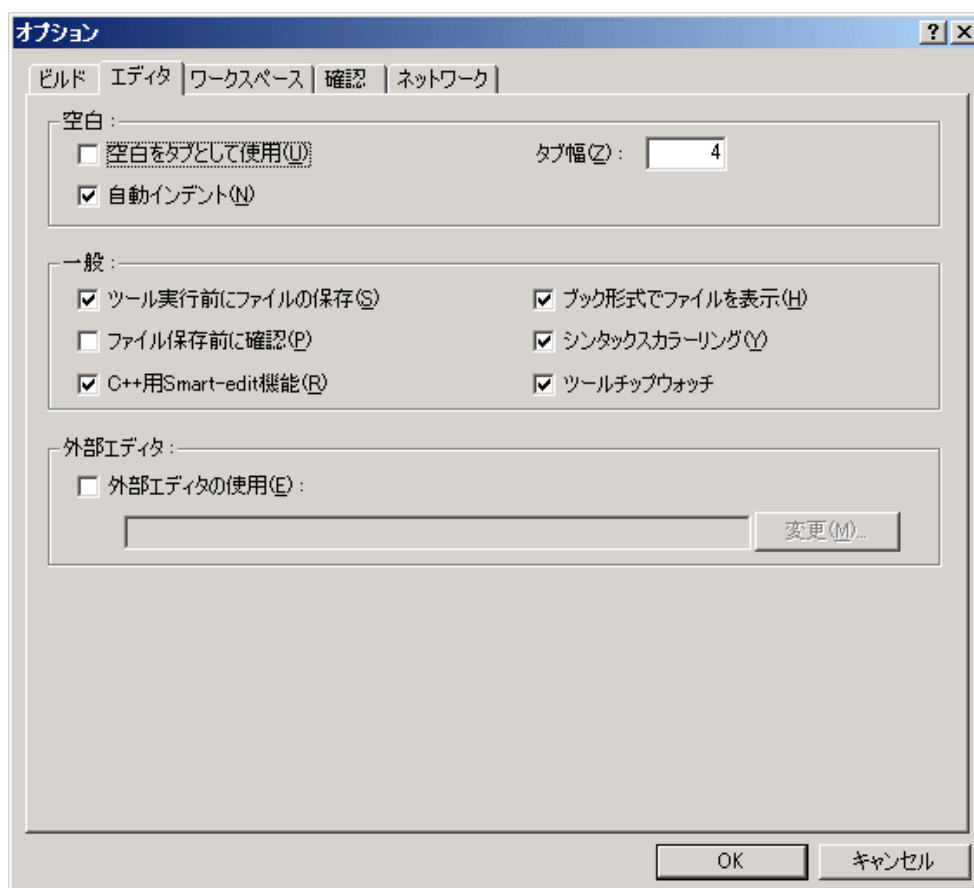 オプション
ビルド エディタ ワークスペース 確認 ネットワーク
空白:
空白をタブとして使用(U) タブ幅(Z): 4
自動インデント(N)
一般:
ツール実行前にファイルの保存(S) ブック形式でファイルを表示(H)
ファイル保存前に確認(P) シンタックスカラーリング(Y)
C++用Smart-edit機能(R) ツールチップウォッチ
外部エディタ:
外部エディタの使用(E):
変更(M)...
OK キャンセル